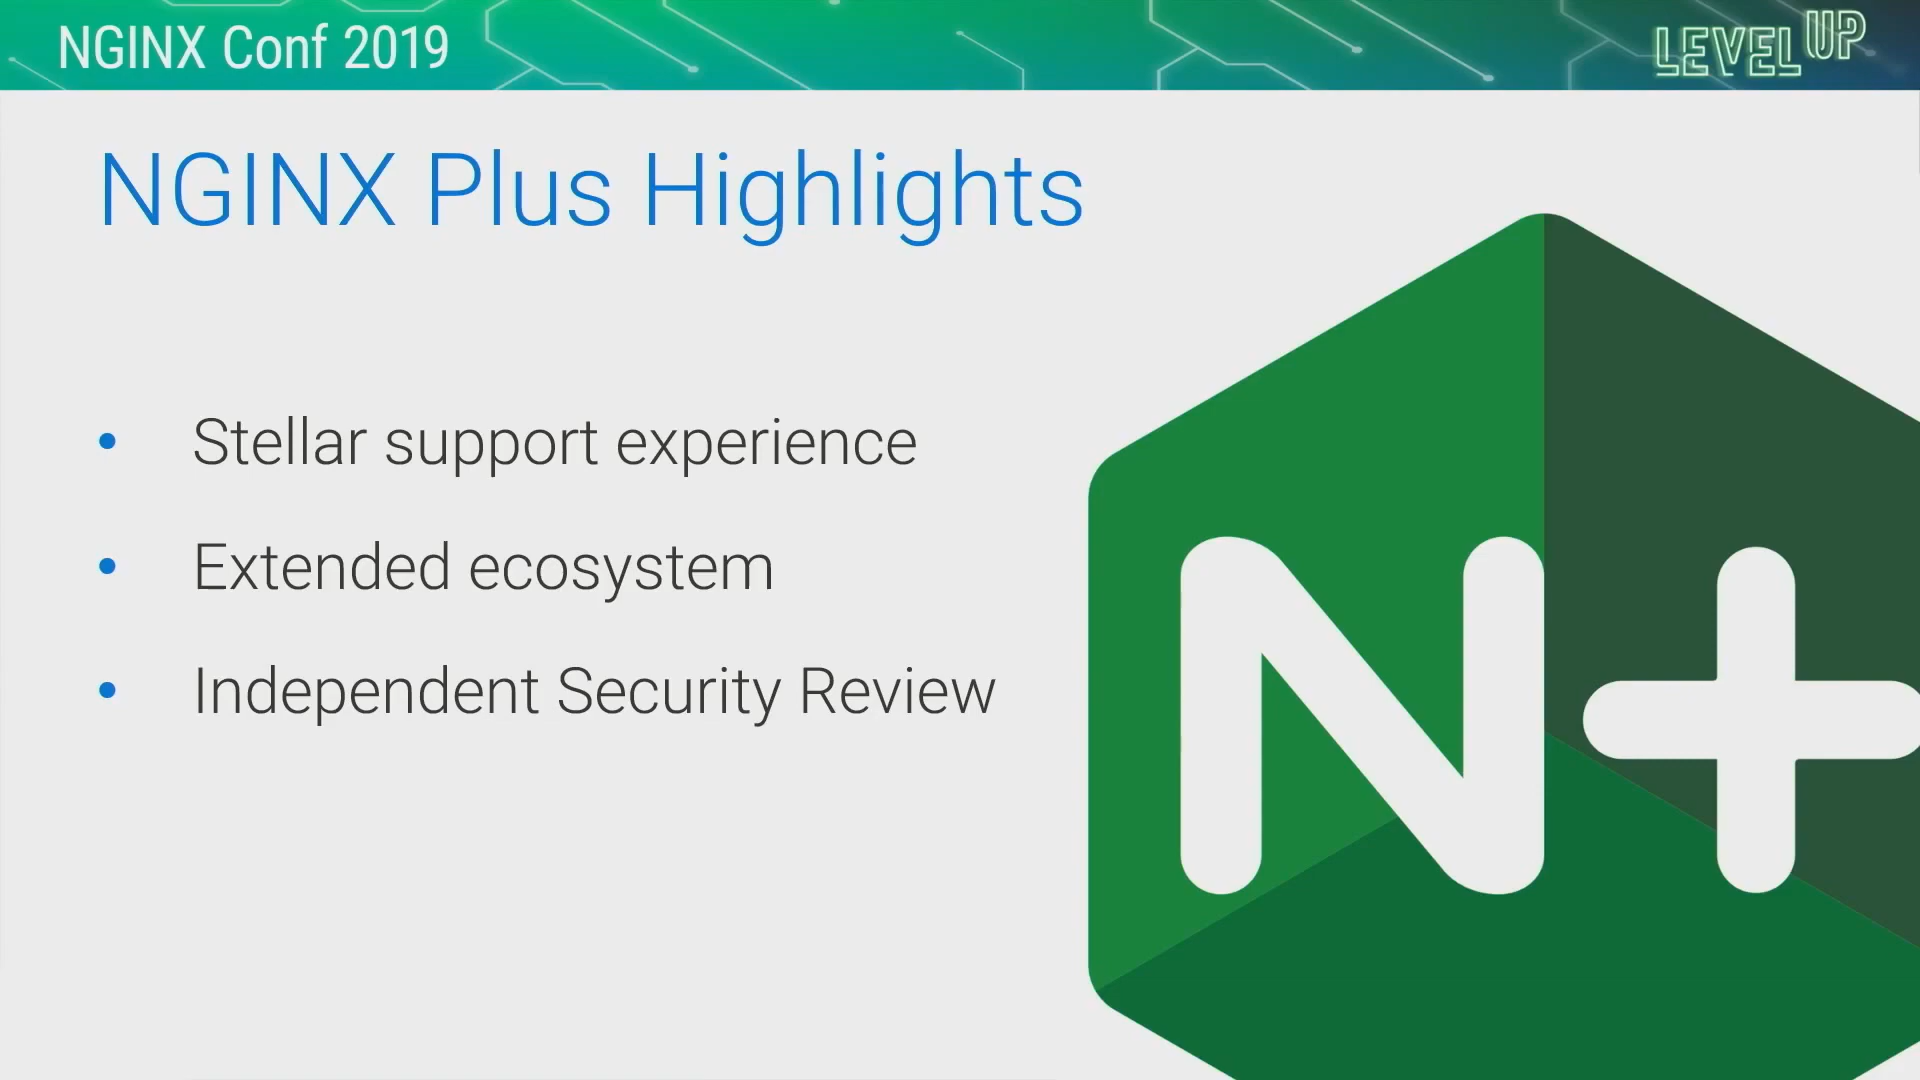 NGINX Conf 2019
LEVEL UP
NGINX Plus Highlights
• Stellar support experience
• Extended ecosystem
• Independent Security Review
N+